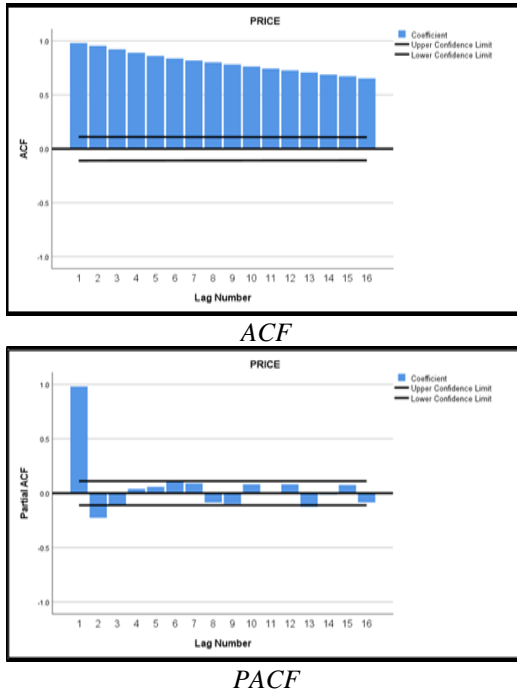 PRICE
Coefficient
Upper Confidence Limit
Lower Confidence Limit
ACF
1.0
0.5
0.0
-0.5
-1.0
1 2 3 4 5 6 7 8 9 10 11 12 13 14 15 16
Lag Number
ACF
PRICE
Coefficient
Upper Confidence Limit
Lower Confidence Limit
Partial ACF
1.0
0.5
0.0
-0.5
-1.0
1 2 3 4 5 6 7 8 9 10 11 12 13 14 15 16
Lag Number
PACF